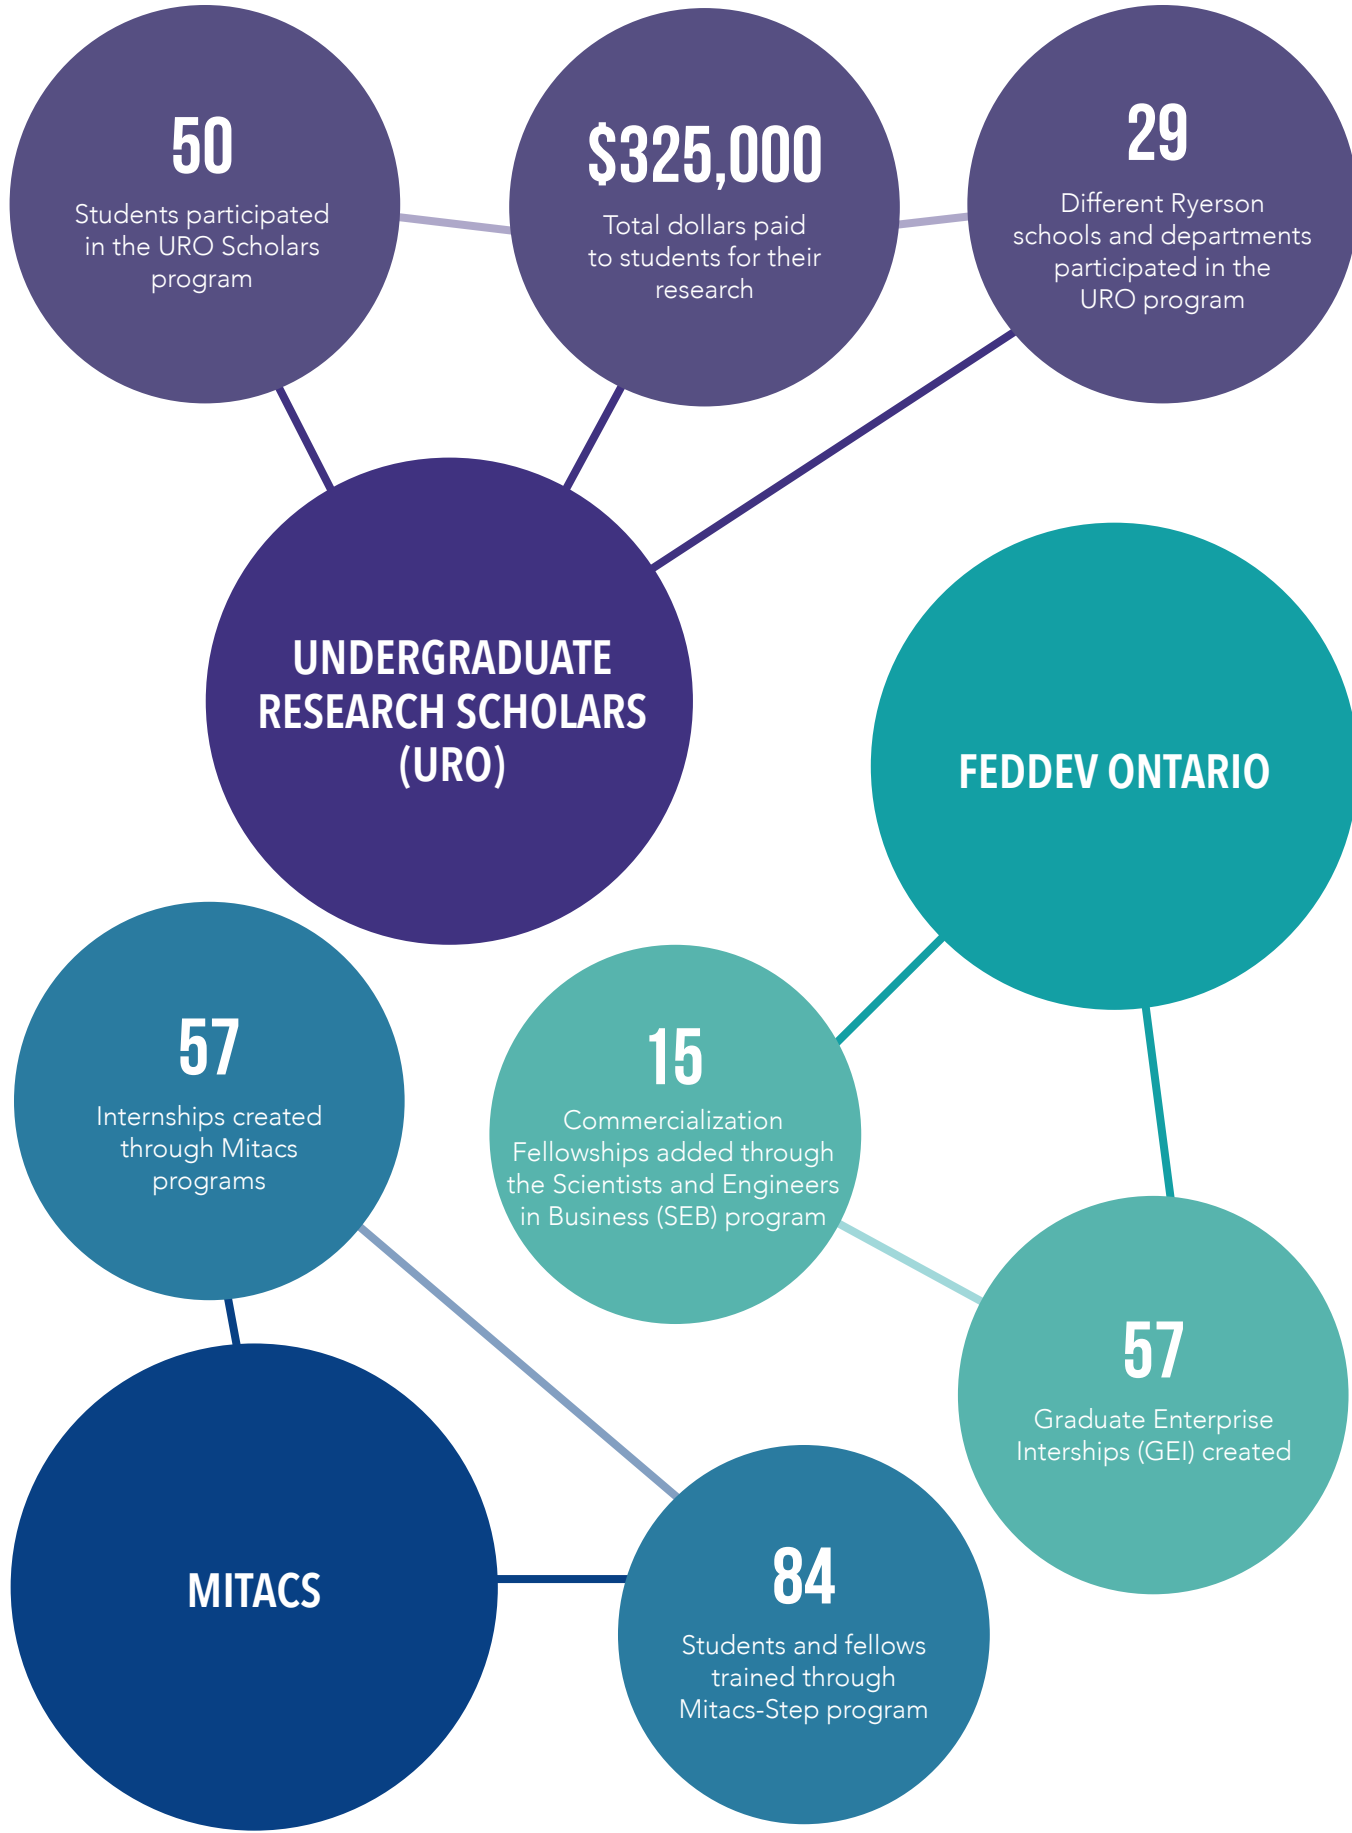 50
Students participated
in the URO Scholars
program
$325,000
Total dollars paid
to students for their
research
29
Different Ryerson
schools and departments
participated in the
URO program
UNDERGRADUATE
RESEARCH SCHOLARS
(URO)
FEDDEV ONTARIO
57
Internships created
through Mitacs
programs
15
Commercialization
Fellowships added through
the Scientists and Engineers
in Business (SEB) program
57
Graduate Enterprise
Interships (GEI) created
MITACS
84
Students and fellows
trained through
Mitacs-Step program